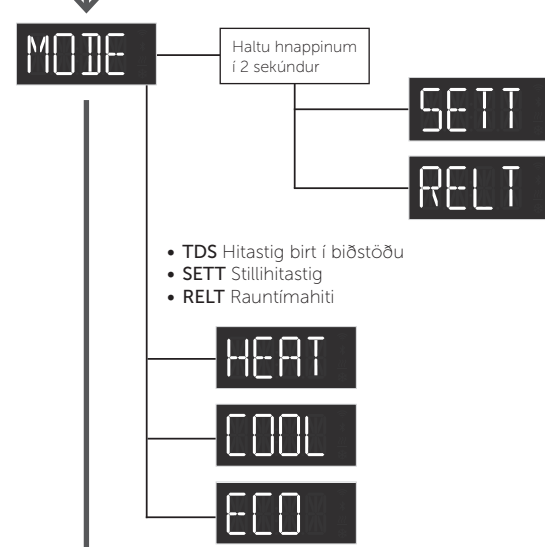 MODE
Haltu hnappinum
í 2 sekúndur
SETT
RELT
• TDS Hitastig birt í biðstöðu
• SETT Stillihitastig
• RELT Rauntímahiti
HEAT
COOL
ECO